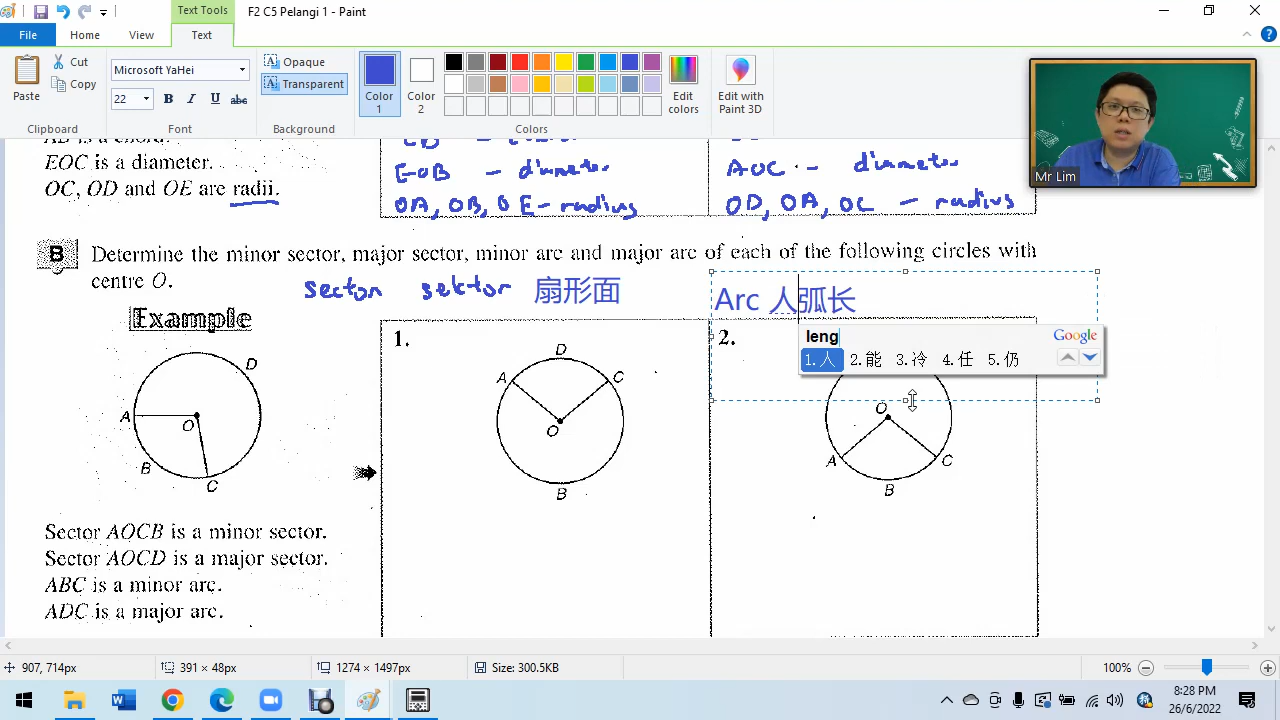 Text Tools
F2 C5 Pelangi 1 - Paint
File Home View Text
Paste
Cut
Copy
Clipboard
Microsoft YaHei
22
B I U abc
Font
Opaque
Transparent
Background
Color 1
Color 2
Edit colors
Colors
Edit with Paint 3D
Mr Lim
EOC is a diameter.
OC, OD and OE are radii.
EOB - diameter
OA, OB, OE - radius
AOC - diameter
OD, OA, OC - radius
B Determine the minor sector, major sector, minor arc and major arc of each of the following circles with
centre O.
sector sektor 扇形面
Arc 人弧长
leng
Google
1.人 2.能 3.冷 4.任 5.仍
Example
D
A
O
B
C
1.
D
A
C
O
B
2.
O
A
C
B
Sector AOCB is a minor sector.
Sector AOCD is a major sector.
ABC is a minor arc.
ADC is a major arc.
907, 714px
391 × 48px
1274 × 1497px
Size: 300.5KB
100%
8:28 PM
26/6/2022